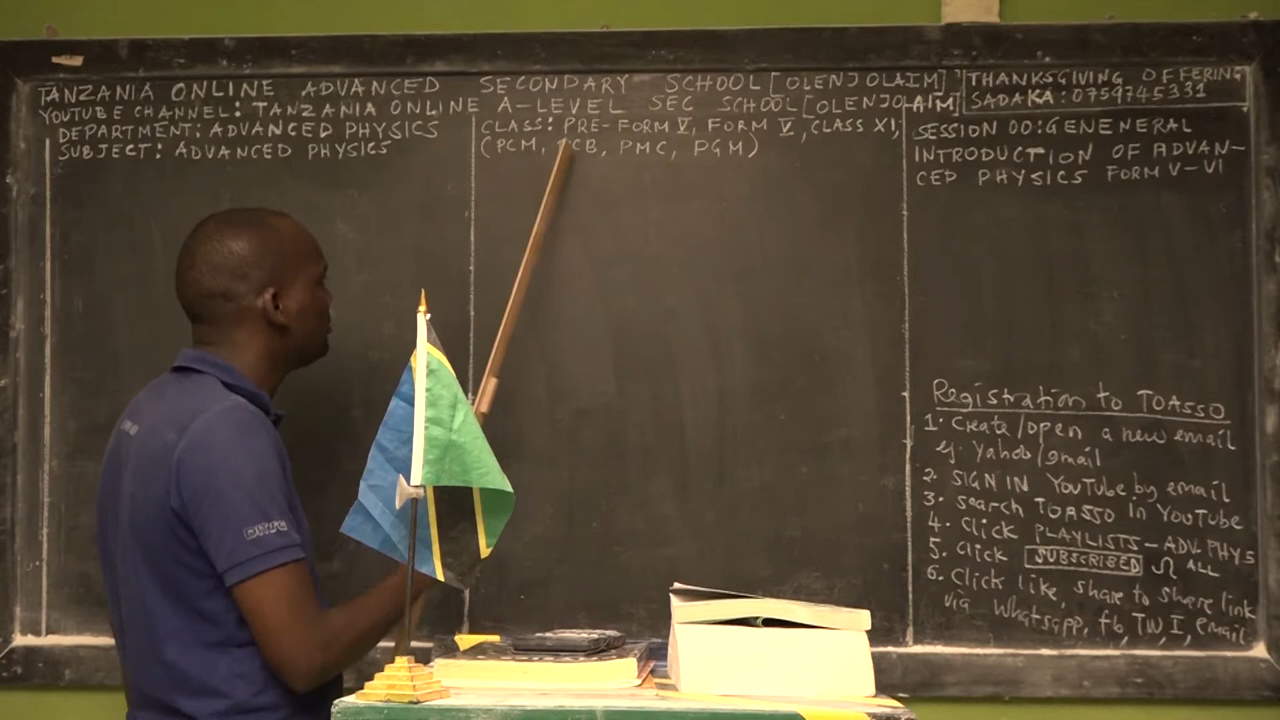 TANZANIA ONLINE ADVANCED SECONDARY SCHOOL [OLENJOLAIM]
YOUTUBE CHANNEL: TANZANIA ONLINE A-LEVEL SEC SCHOOL [OLENJOLAIM]
THANKSGIVING OFFERING
SADAKA: 0759745331
DEPARTMENT: ADVANCED PHYSICS
SUBJECT: ADVANCED PHYSICS
CLASS: PRE-FORM V, FORM V, CLASS XI,
(PCM, PCB, PMC, PGM)
SESSION 00: GENENERAL
INTRODUCTION OF ADVAN-
CED PHYSICS FORM V-VI
Registration to TOASSO
1. Create/open a new email
eg Yahoo/gmail
2. SIGN IN YouTube by email
3. Search TOASSO in YouTube
4. Click PLAYLISTS-ADV.PHYS
5. Click SUBSCRIBED ALL
6. Click like, share to share link
via Whatsapp, fb, TW, I, email